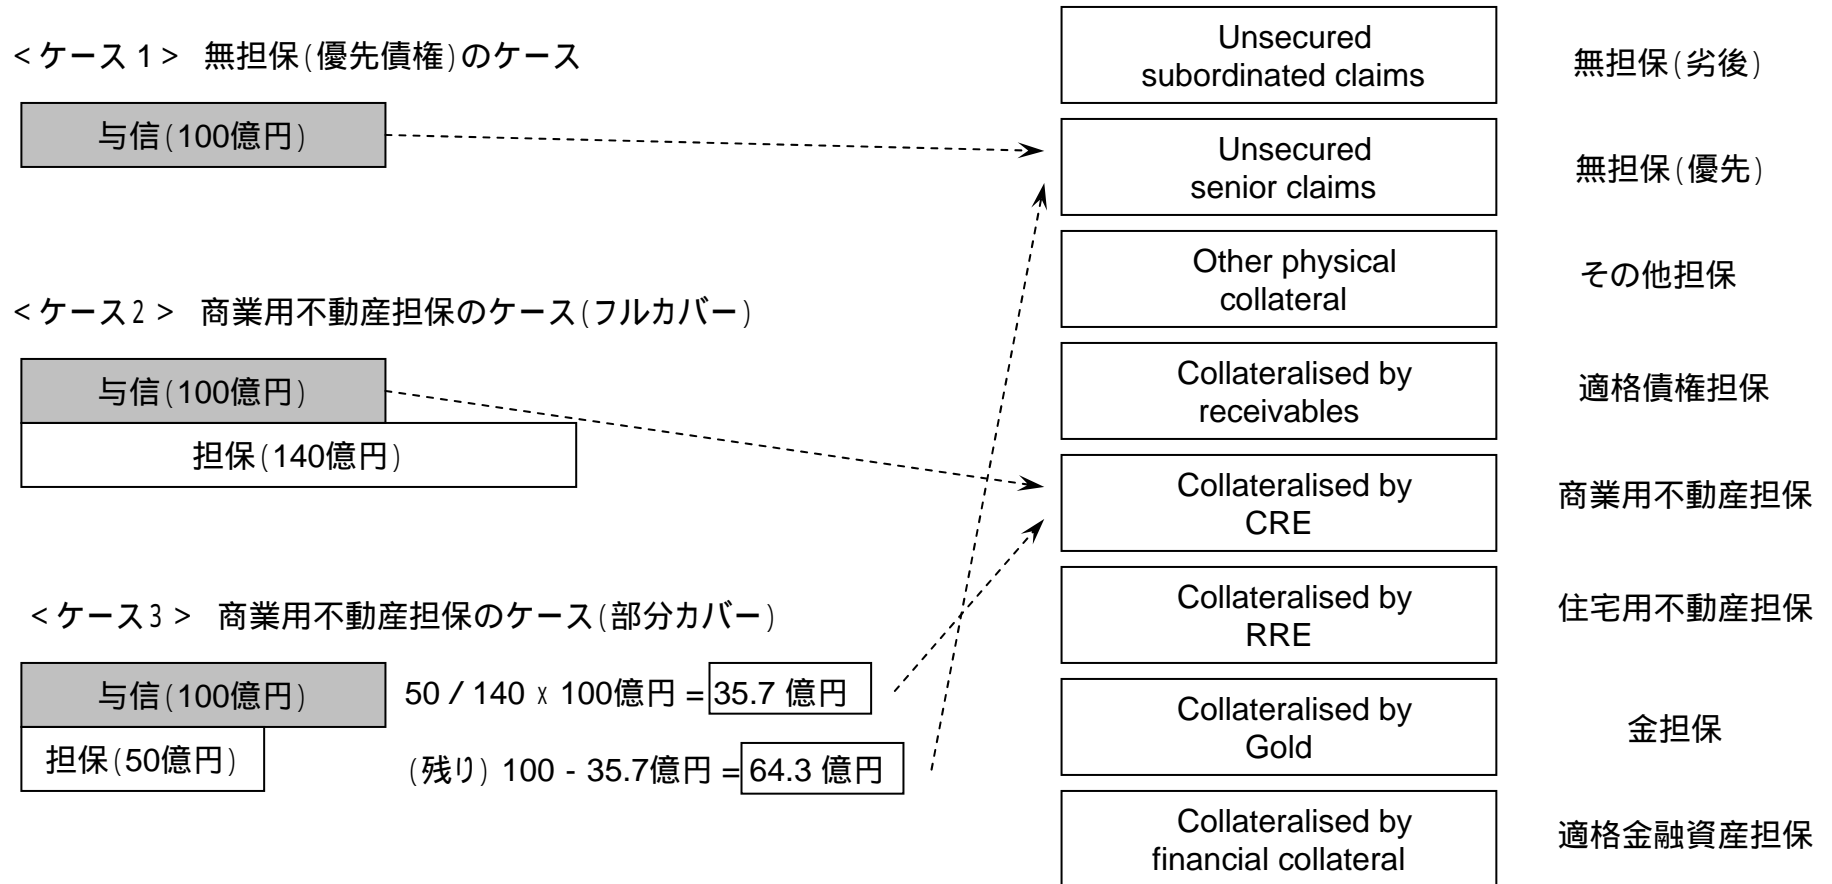 <ケース1> 無担保(優先債権)のケース
与信(100億円)
<ケース2> 商業用不動産担保のケース(フルカバー)
与信(100億円)
担保(140億円)
<ケース3> 商業用不動産担保のケース(部分カバー)
与信(100億円)
50 / 140 x 100億円 = 35.7 億円
担保(50億円)
(残り) 100 - 35.7億円 = 64.3 億円
Unsecured
subordinated claims
無担保(劣後)
Unsecured
senior claims
無担保(優先)
Other physical
collateral
その他担保
Collateralised by
receivables
適格債権担保
Collateralised by
CRE
商業用不動産担保
Collateralised by
RRE
住宅用不動産担保
Collateralised by
Gold
金担保
Collateralised by
financial collateral
適格金融資産担保